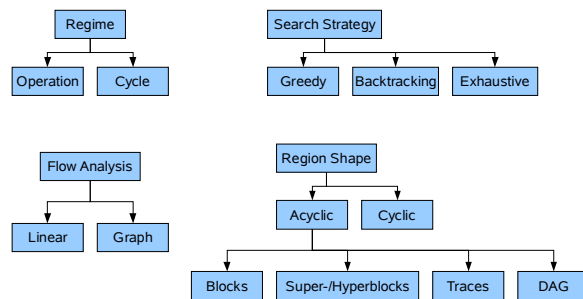 Regime
Search Strategy
Operation
Cycle
Greedy
Backtracking
Exhaustive
Flow Analysis
Region Shape
Linear
Graph
Acyclic
Cyclic
Blocks
Super-/Hyperblocks
Traces
DAG